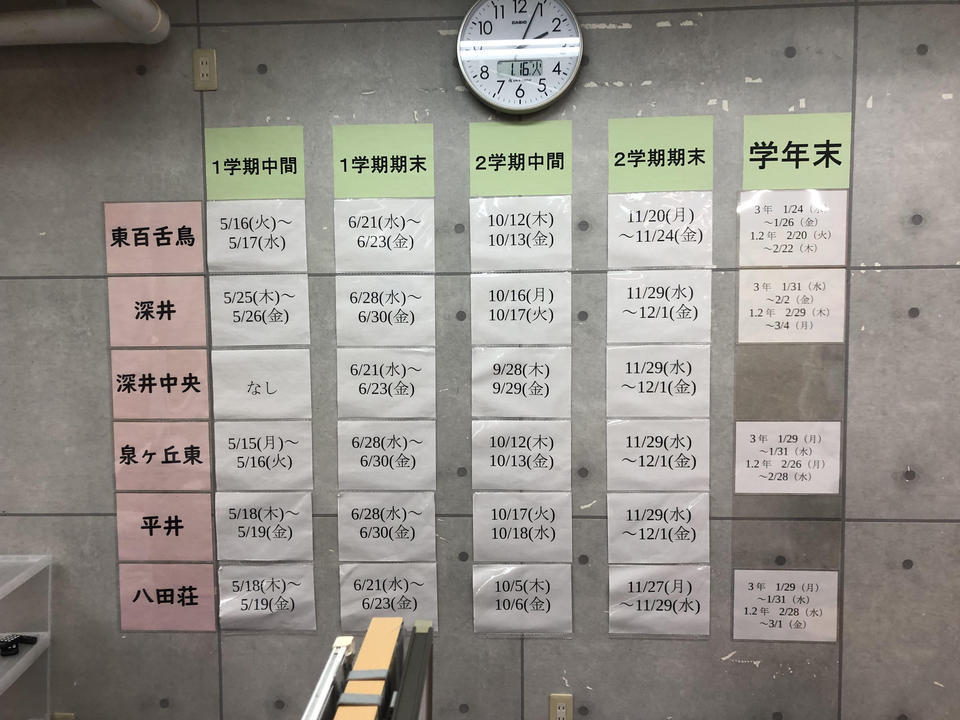 11 12 1
10 2
CASIO
8 4
7 6 5
1.16火
1学期中間 1学期期末 2学期中間 2学期期末 学年末
東百舌鳥
5/16(火)～
5/17(水)
6/21(水)～
6/23(金)
10/12(木)
10/13(金)
11/20(月)
～11/24(金)
3年 1/24（水）
～1/26（金）
1.2年 2/20（火）
～2/22（木）
深井
5/25(木)～
5/26(金)
6/28(水)～
6/30(金)
10/16(月)
10/17(火)
11/29(水)
～12/1(金)
3年 1/31（水）
～2/2（金）
1.2年 2/29（木）
～3/4（月）
深井中央
なし
6/21(水)～
6/23(金)
9/28(木)
9/29(金)
11/29(水)
～12/1(金)
泉ヶ丘東
5/15(月)～
5/16(火)
6/28(水)～
6/30(金)
10/12(木)
10/13(金)
11/29(水)
～12/1(金)
3年 1/29（月）
～1/31（水）
1.2年 2/26（月）
～2/28（水）
平井
5/18(木)～
5/19(金)
6/28(水)～
6/30(金)
10/17(火)
10/18(水)
11/29(水)
～12/1(金)
八田荘
5/18(木)～
5/19(金)
6/21(水)～
6/23(金)
10/5(木)
10/6(金)
11/27(月)
～11/29(水)
3年 1/29（月）
～1/31（水）
1.2年 2/28（水）
～3/1（金）